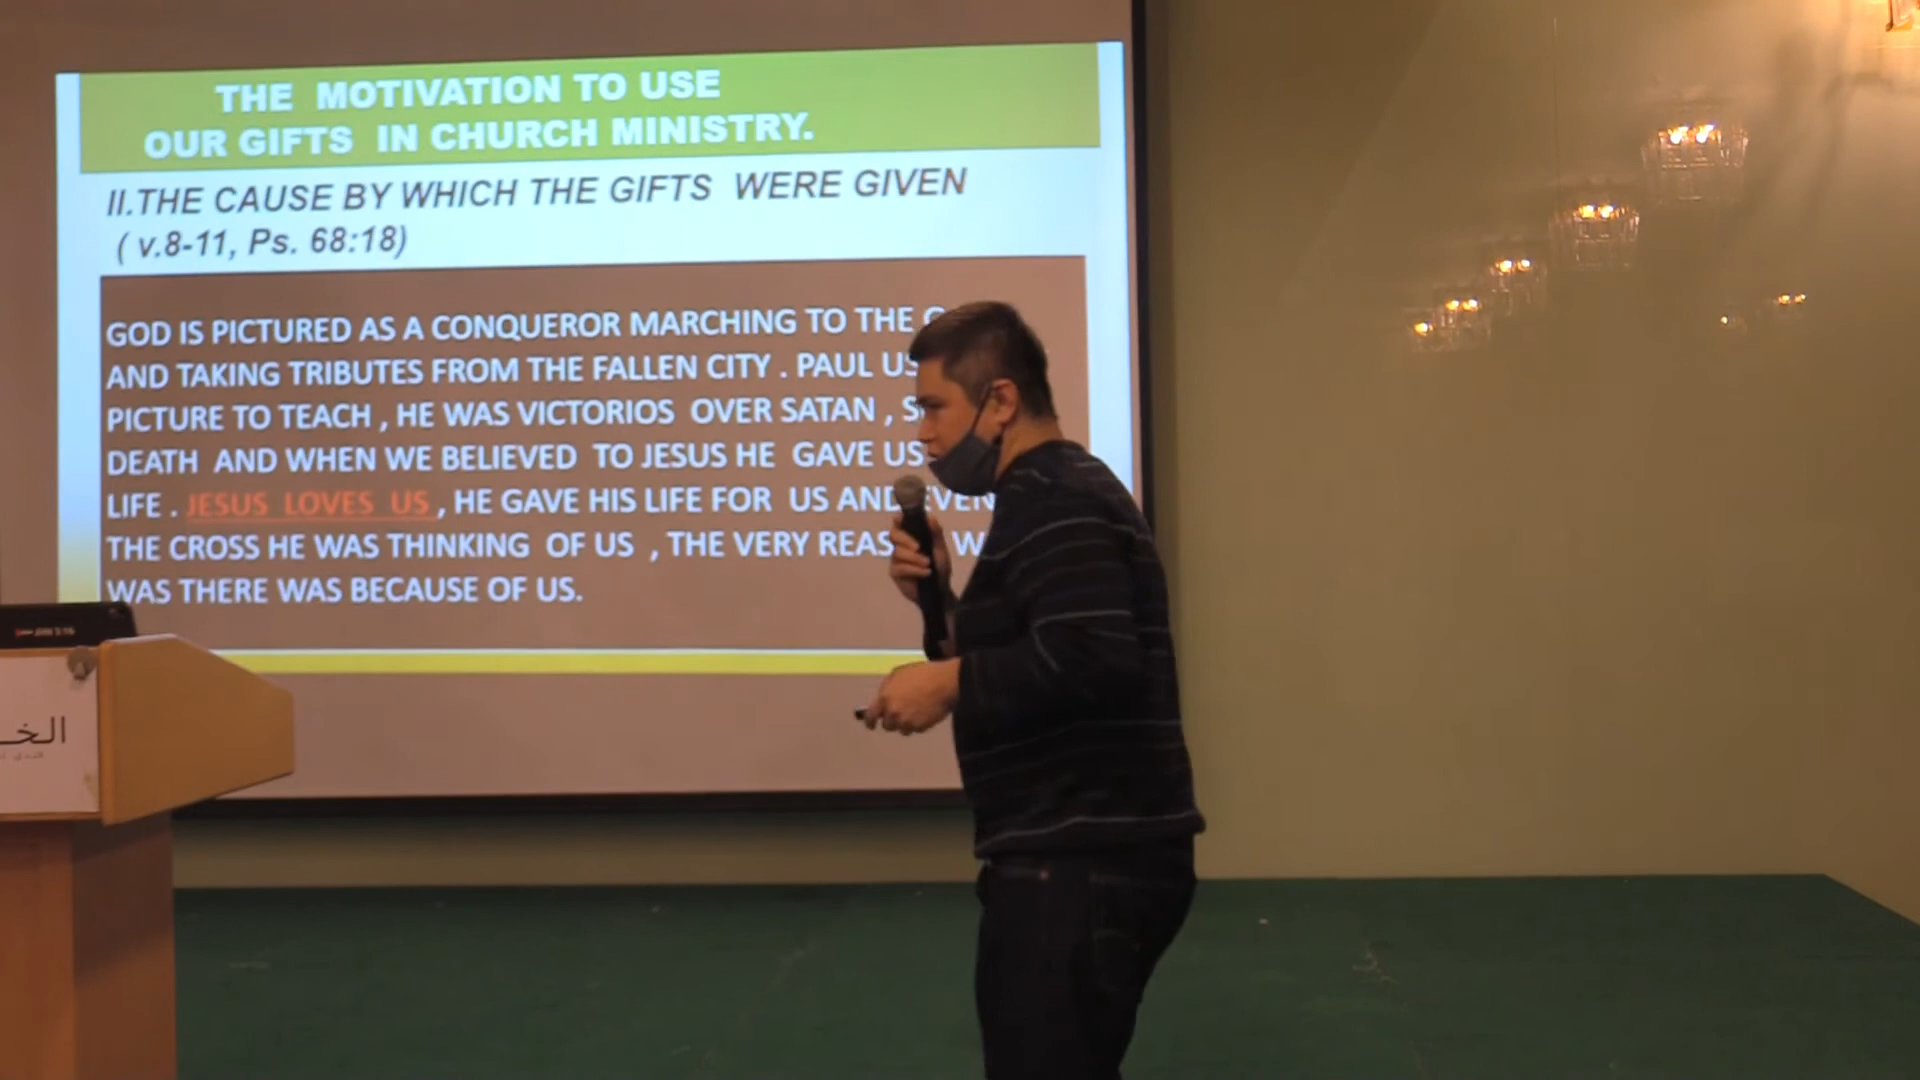 THE MOTIVATION TO USE
OUR GIFTS IN CHURCH MINISTRY.
II.THE CAUSE BY WHICH THE GIFTS WERE GIVEN
( v.8-11, Ps. 68:18)
GOD IS PICTURED AS A CONQUEROR MARCHING TO THE
AND TAKING TRIBUTES FROM THE FALLEN CITY . PAUL
PICTURE TO TEACH , HE WAS VICTORIOS OVER SATAN ,
DEATH AND WHEN WE BELIEVED TO JESUS HE GAVE US
LIFE . JESUS LOVES US , HE GAVE HIS LIFE FOR US AND EVEN
THE CROSS HE WAS THINKING OF US , THE VERY
WAS THERE WAS BECAUSE OF US.